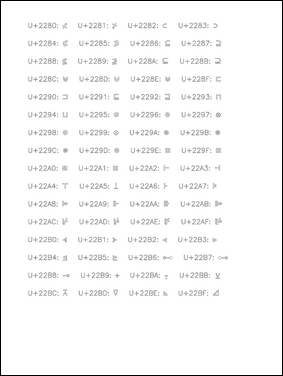 U+2280: ⊀ U+2281: ⊁ U+2282: ⊂ U+2283: ⊃
U+2284: ⊄ U+2285: ⊅ U+2286: ⊆ U+2287: ⊇
U+2288: ⊈ U+2289: ⊉ U+228A: ⊊ U+228B: ⊋
U+228C: ⊌ U+228D: ⊍ U+228E: ⊎ U+228F: ⊏
U+2290: ⊐ U+2291: ⊑ U+2292: ⊒ U+2293: ⊓
U+2294: ⊔ U+2295: ⊕ U+2296: ⊖ U+2297: ⊗
U+2298: ⊘ U+2299: ⊙ U+229A: ⊚ U+229B: ⊛
U+229C: ⊜ U+229D: ⊝ U+229E: ⊞ U+229F: ⊟
U+22A0: ⊠ U+22A1: ⊡ U+22A2: ⊢ U+22A3: ⊣
U+22A4: ⊤ U+22A5: ⊥ U+22A6: ⊦ U+22A7: ⊧
U+22A8: ⊨ U+22A9: ⊩ U+22AA: ⊪ U+22AB: ⊫
U+22AC: ⊬ U+22AD: ⊭ U+22AE: ⊮ U+22AF: ⊯
U+22B0: ⊰ U+22B1: ⊱ U+22B2: ⊲ U+22B3: ⊳
U+22B4: ⊴ U+22B5: ⊵ U+22B6: ⊶ U+22B7: ⊷
U+22B8: ⊸ U+22B9: ⊹ U+22BA: ⊺ U+22BB: ⊻
U+22BC: ⊼ U+22BD: ⊽ U+22BE: ⊾ U+22BF: ⊿